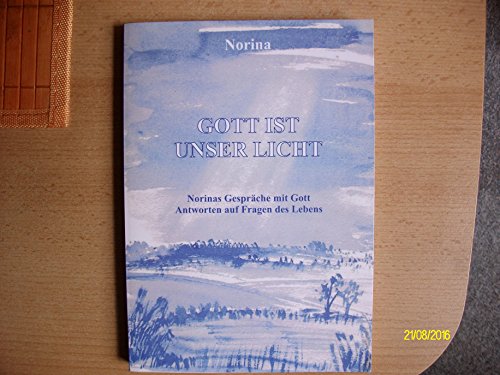 Norina
GOTT IST
UNSER LICHT
Norinas Gespräche mit Gott
Antworten auf Fragen des Lebens
21/08/2016